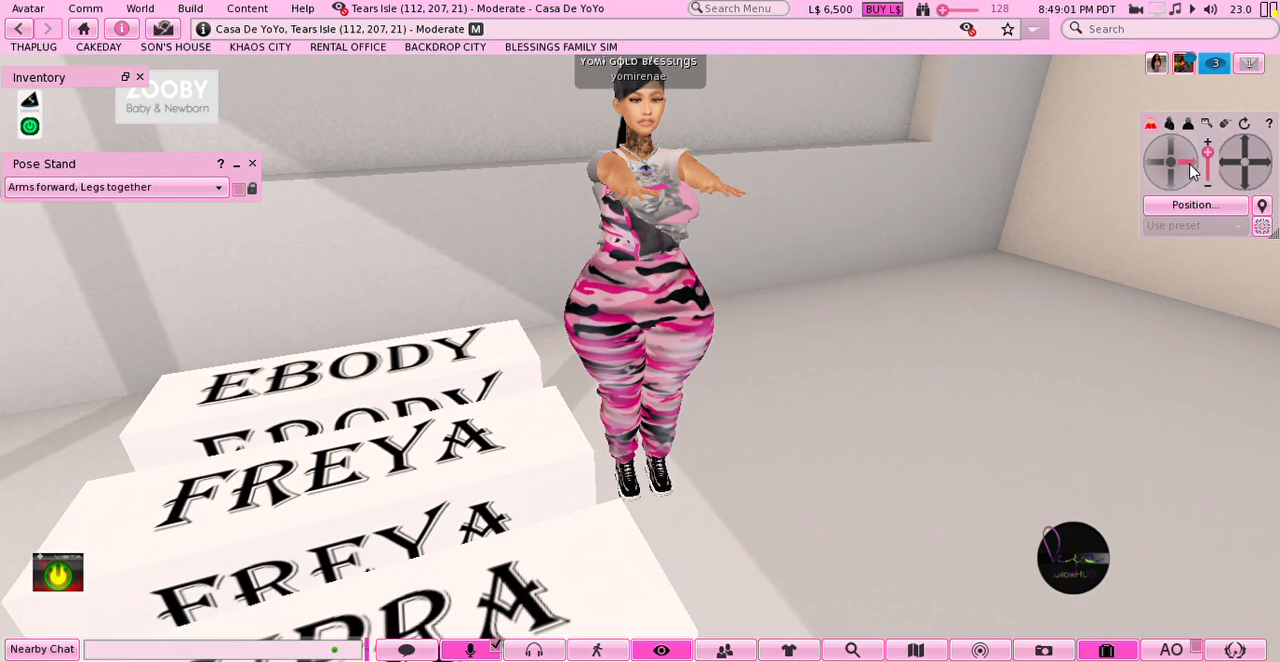 Avatar Comm World Build Content Help Tears Isle (112, 207, 21) - Moderate - Casa De YoYo Search Menu L$ 6,500 BUY L$ 128 8:49:01 PM PDT 23.0
Casa De YoYo, Tears Isle (112, 207, 21) - Moderate M Search
THAPLUG CAKEDAY SON'S HOUSE KHAOS CITY RENTAL OFFICE BACKDROP CITY BLESSINGS FAMILY SIM
yomirenae
3 1
Inventory
ZOOBY
Baby & Newborn
Pose Stand ? _
Arms forward, Legs together
?
+
-
Position...
Use preset
EBODY
EBODY
FREYA
FREYA
Nearby Chat AO